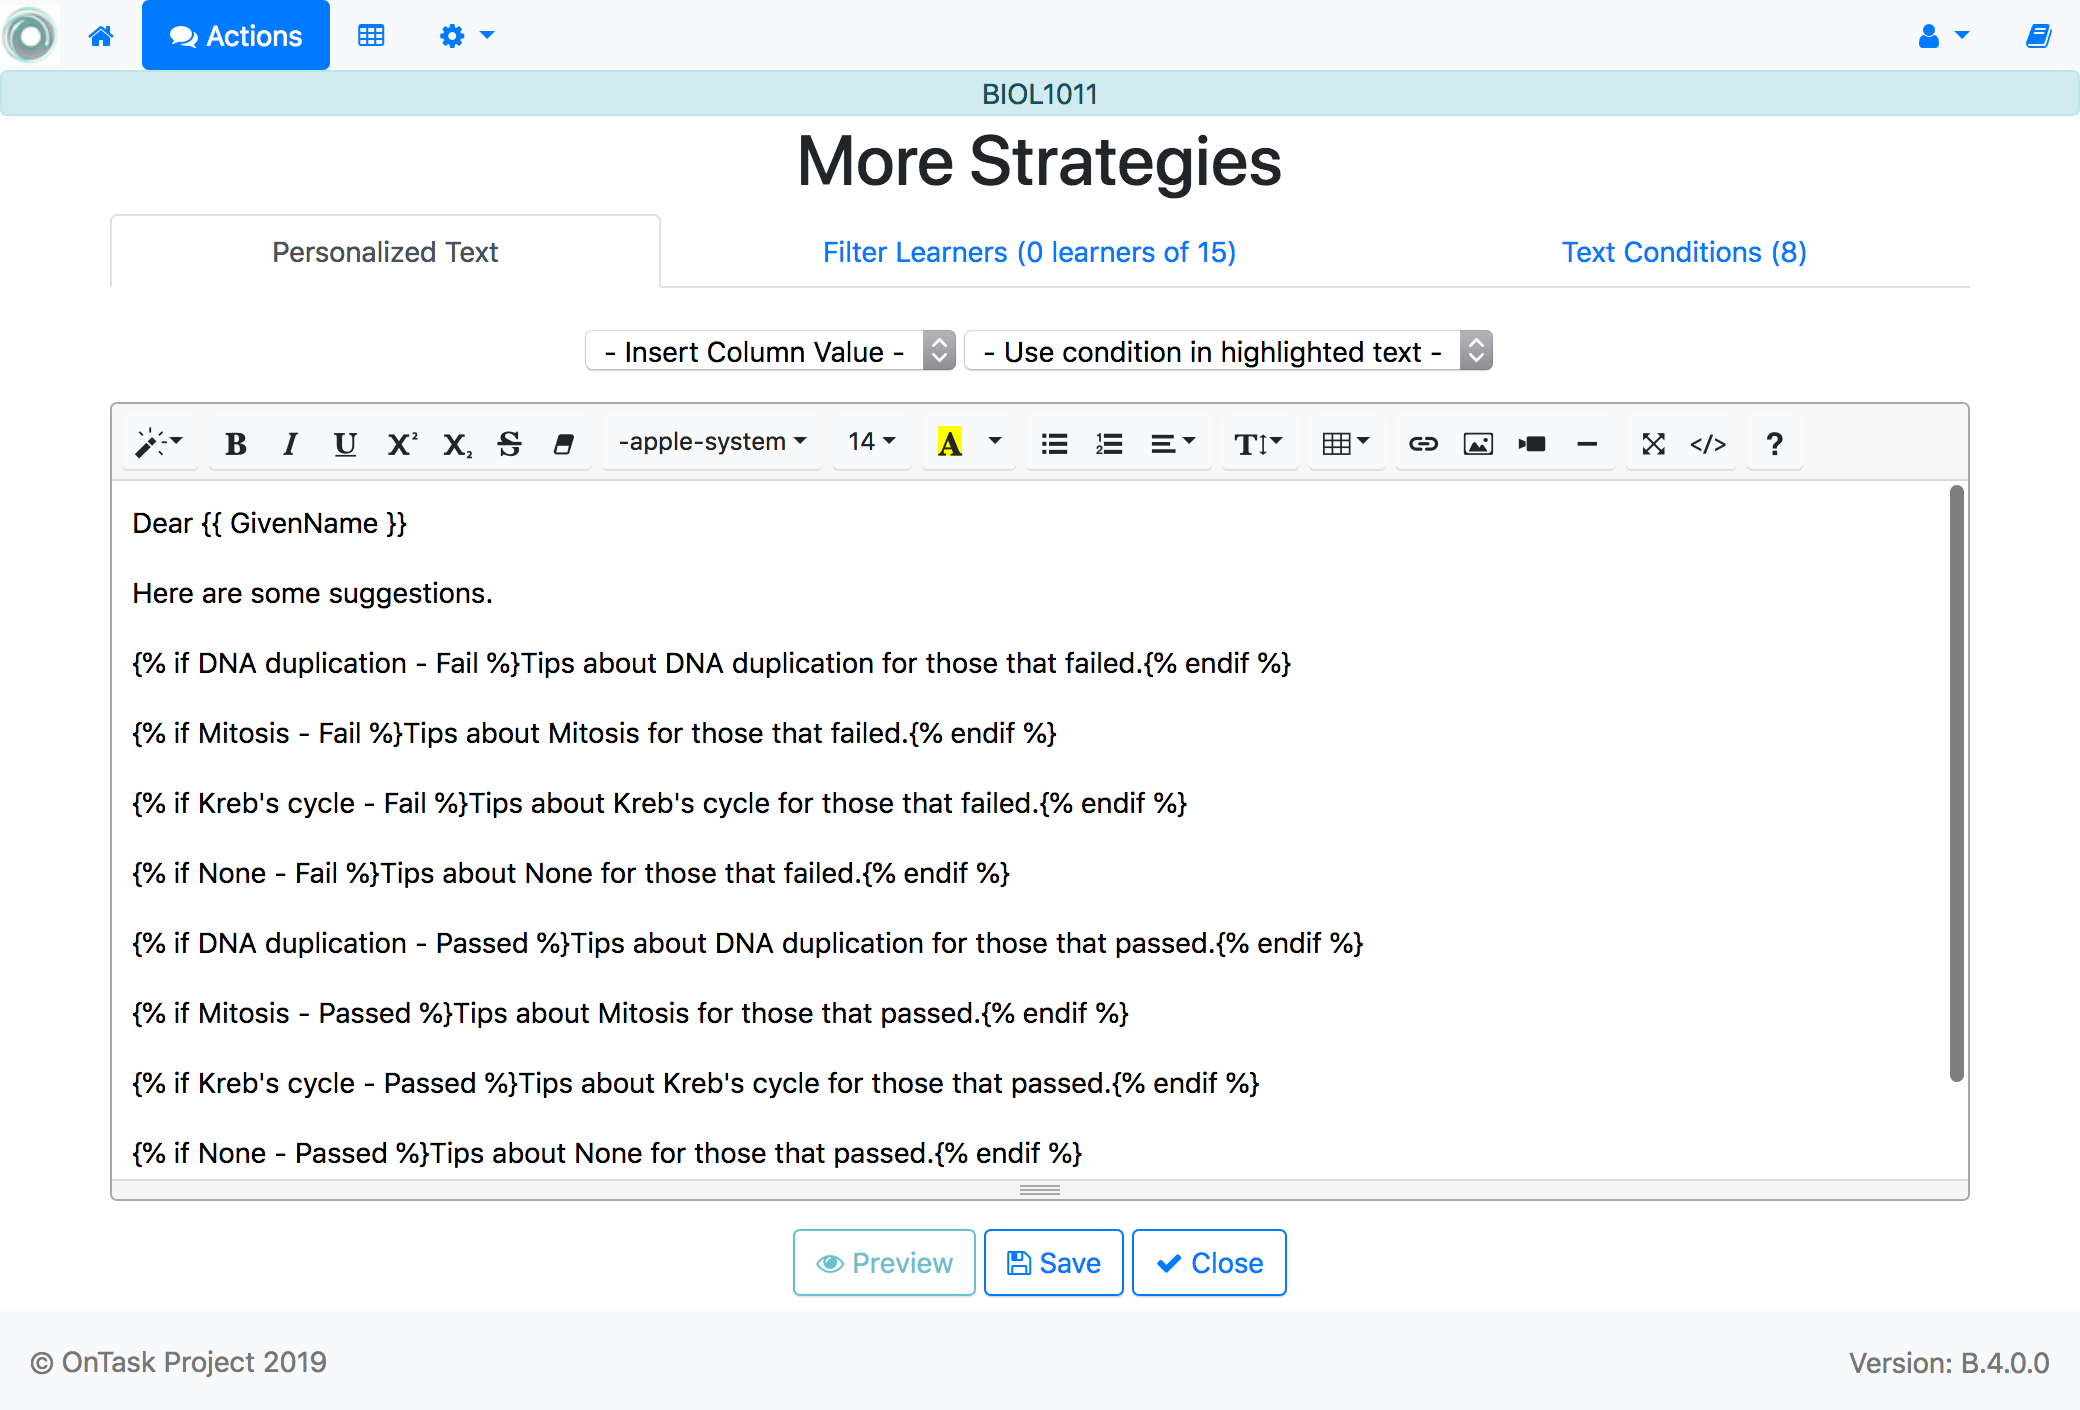 Actions
BIOL1011
More Strategies
Personalized Text
Filter Learners (0 learners of 15)
Text Conditions (8)
- Insert Column Value -
- Use condition in highlighted text -
B I U X² X₂ S -apple-system 14 A T </> ?
Dear {{ GivenName }}
Here are some suggestions.
{% if DNA duplication - Fail %}Tips about DNA duplication for those that failed.{% endif %}
{% if Mitosis - Fail %}Tips about Mitosis for those that failed.{% endif %}
{% if Kreb's cycle - Fail %}Tips about Kreb's cycle for those that failed.{% endif %}
{% if None - Fail %}Tips about None for those that failed.{% endif %}
{% if DNA duplication - Passed %}Tips about DNA duplication for those that passed.{% endif %}
{% if Mitosis - Passed %}Tips about Mitosis for those that passed.{% endif %}
{% if Kreb's cycle - Passed %}Tips about Kreb's cycle for those that passed.{% endif %}
{% if None - Passed %}Tips about None for those that passed.{% endif %}
Preview
Save
Close
© OnTask Project 2019
Version: B.4.0.0